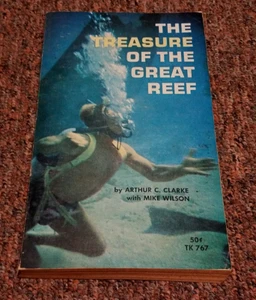 THE
TREASURE
OF THE
GREAT
REEF
by ARTHUR C. CLARKE
with MIKE WILSON
50¢
TK 767